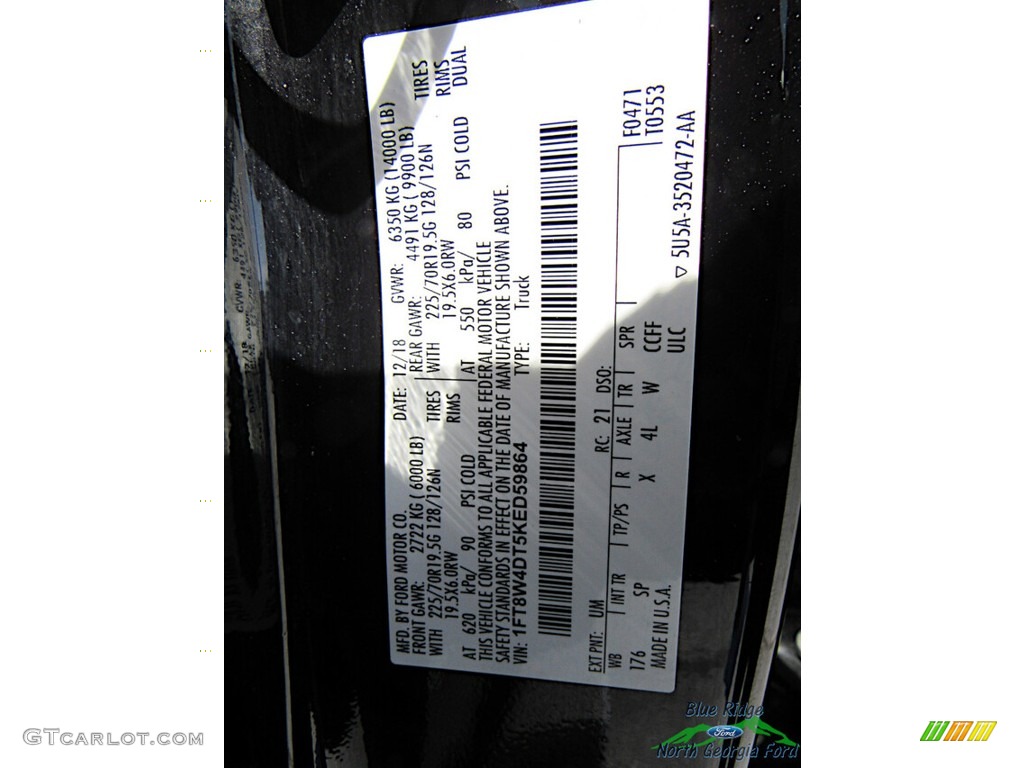 MFD. BY FORD MOTOR CO.
DATE: 12/18
GVWR: 6350 KG (14000 LB)
FRONT GAWR: 2722 KG (6000 LB)
REAR GAWR: 4491 KG (9900 LB)
WITH 225/70R19.5G 128/126N TIRES
WITH 225/70R19.5G 128/126N TIRES
19.5X6.0RW RIMS
19.5X6.0RW RIMS
AT 620 kPa/ 90 PSI COLD
AT 550 kPa/ 80 PSI COLD DUAL
THIS VEHICLE CONFORMS TO ALL APPLICABLE FEDERAL MOTOR VEHICLE
SAFETY STANDARDS IN EFFECT ON THE DATE OF MANUFACTURE SHOWN ABOVE.
VIN: 1FT8W4DT5KED59864
TYPE: Truck
EXT PNT: UM RC: 21 DSO:
WB INT TR TP/PS R AXLE TR SPR F0471
176 SP X 4L W CCFF T0553
MADE IN U.S.A. ULC
5U5A-3520472-AA
GTCarLot.com
Blue Ridge
Ford
North Georgia Ford